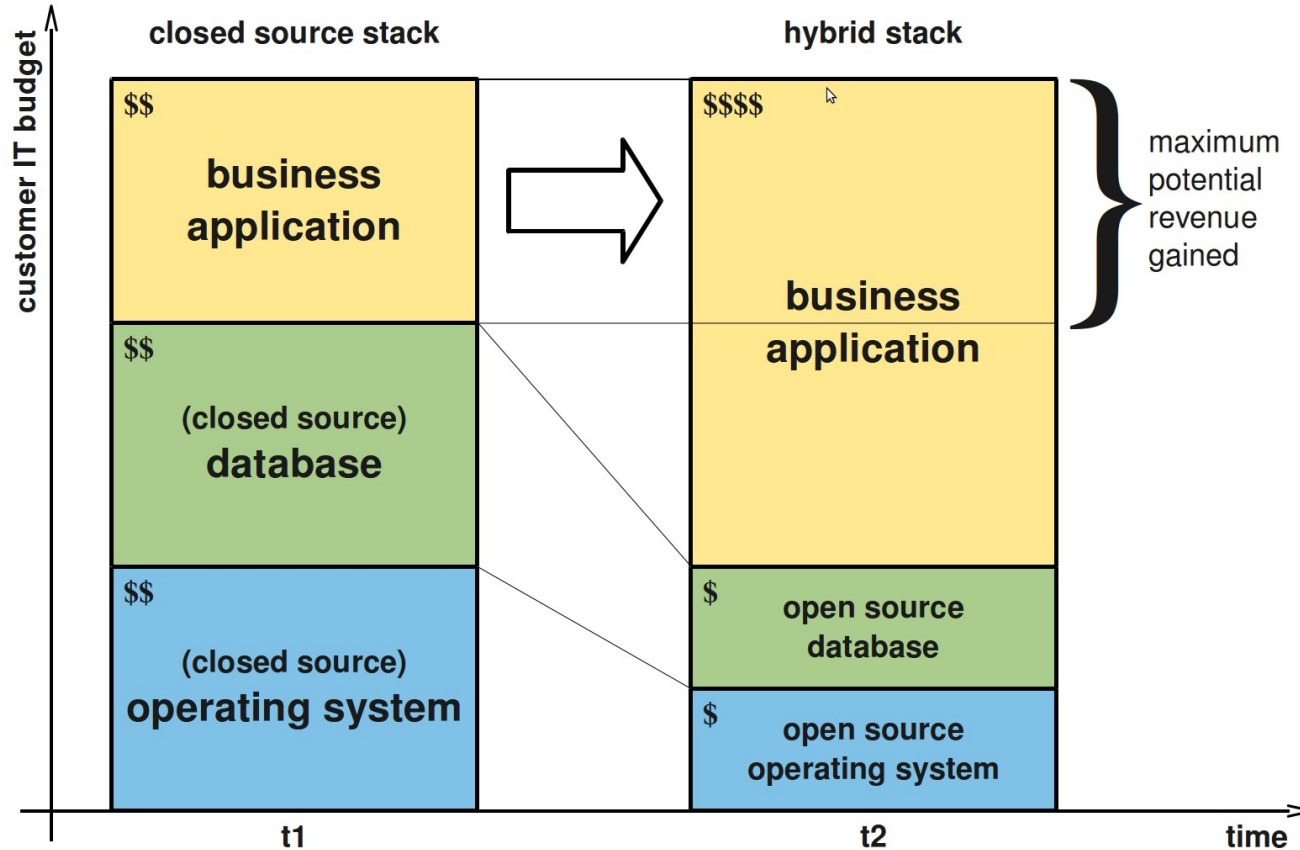 customer IT budget
closed source stack
hybrid stack
$$
business
application
$$
(closed source)
database
$$
(closed source)
operating system
$$$$
business
application
$
open source
database
$
open source
operating system
maximum
potential
revenue
gained
t1
t2
time